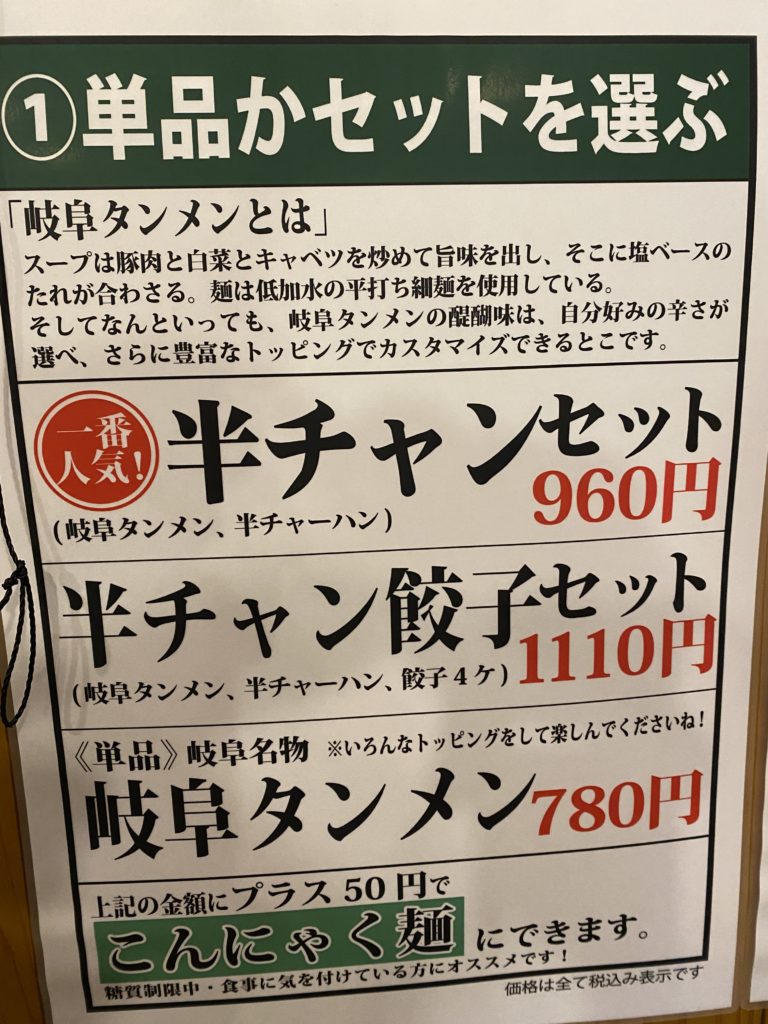 ①単品かセットを選ぶ
「岐阜タンメンとは」
スープは豚肉と白菜とキャベツを炒めて旨味を出し、そこに塩ベースの
たれが合わさる。麺は低加水の平打ち細麺を使用している。
そしてなんといっても、岐阜タンメンの醍醐味は、自分好みの辛さが
選べ、さらに豊富なトッピングでカスタマイズできるとこです。
一番
人気!
半チャンセット
960円
(岐阜タンメン、半チャーハン)
半チャン餃子セット
1110円
(岐阜タンメン、半チャーハン、餃子4ケ)
《単品》岐阜名物 ※いろんなトッピングをして楽しんでくださいね!
岐阜タンメン780円
上記の金額にプラス50円で
こんにゃく麺にできます。
糖質制限中・食事に気を付けている方にオススメです!
価格は全て税込み表示です